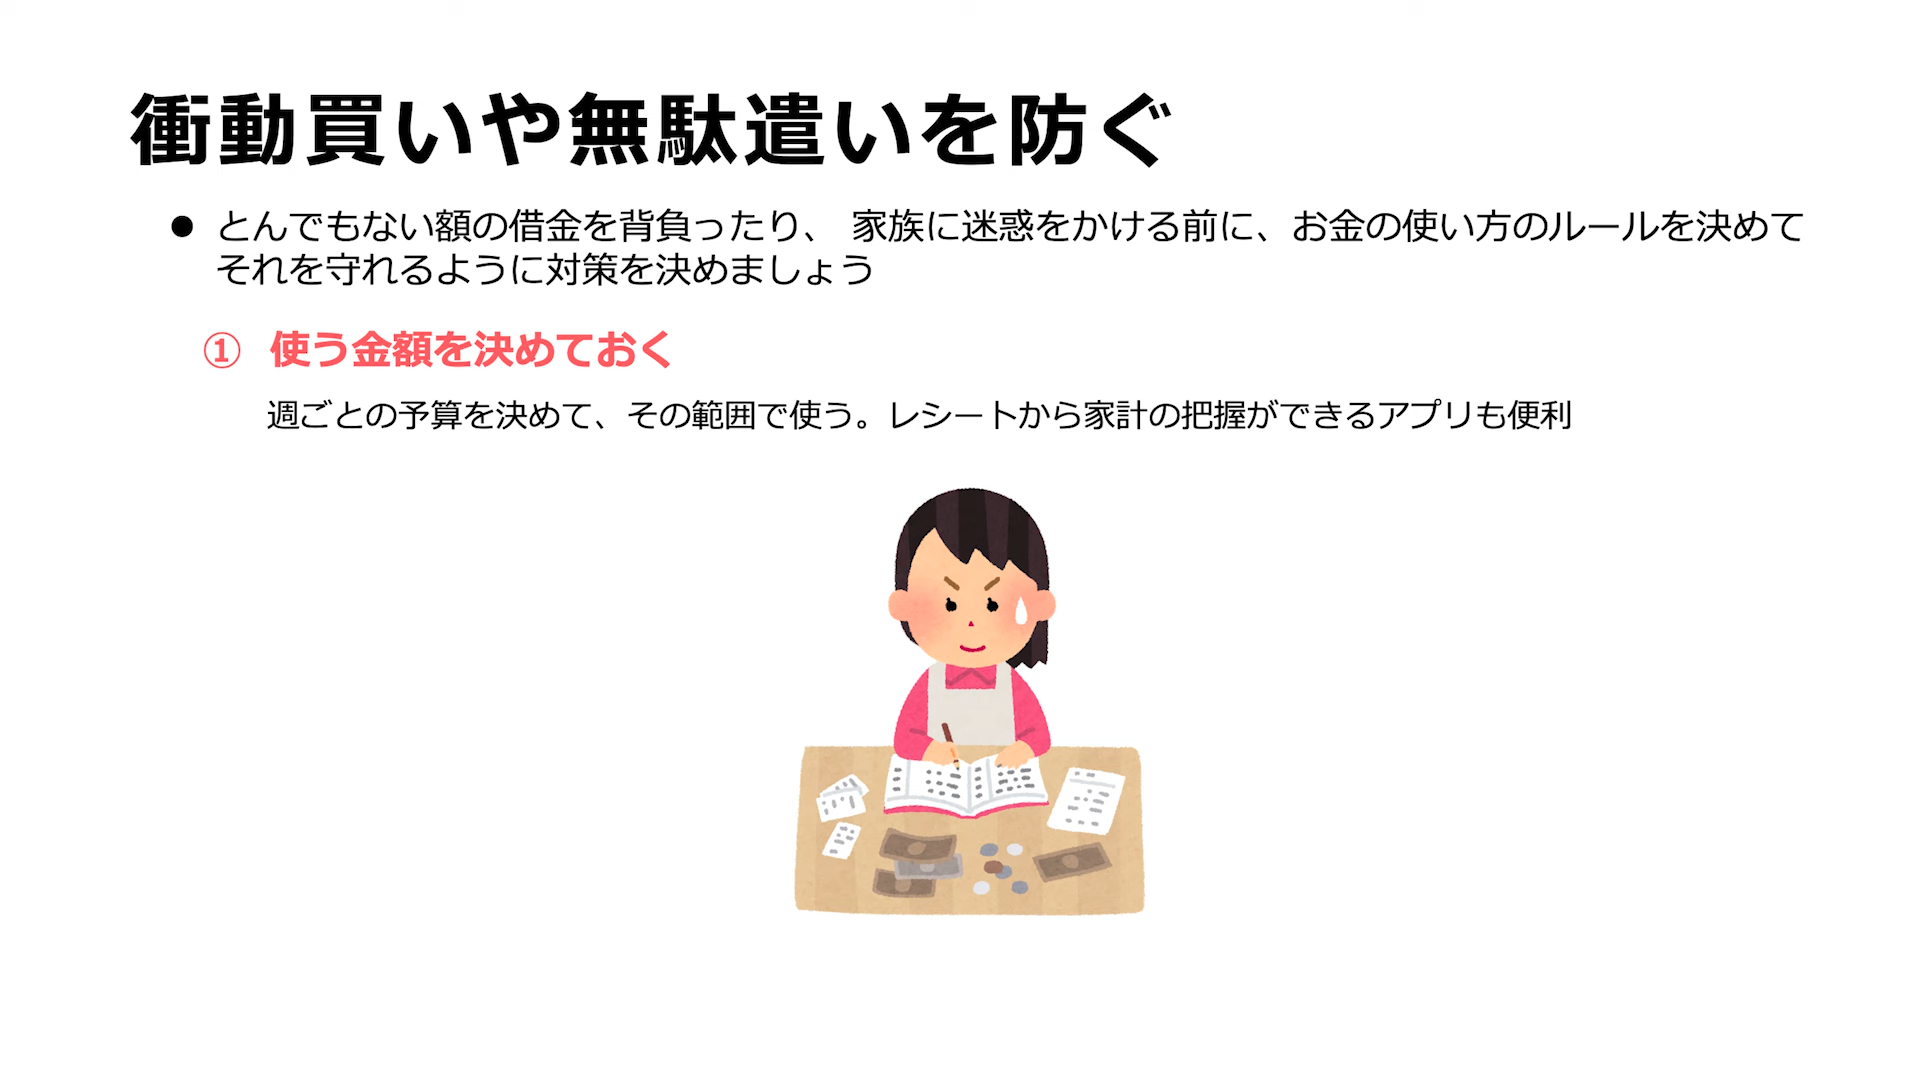 衝動買いや無駄遣いを防ぐ
● とんでもない額の借金を背負ったり、 家族に迷惑をかける前に、お金の使い方のルールを決めて
それを守れるように対策を決めましょう
① 使う金額を決めておく
週ごとの予算を決めて、その範囲で使う。レシートから家計の把握ができるアプリも便利